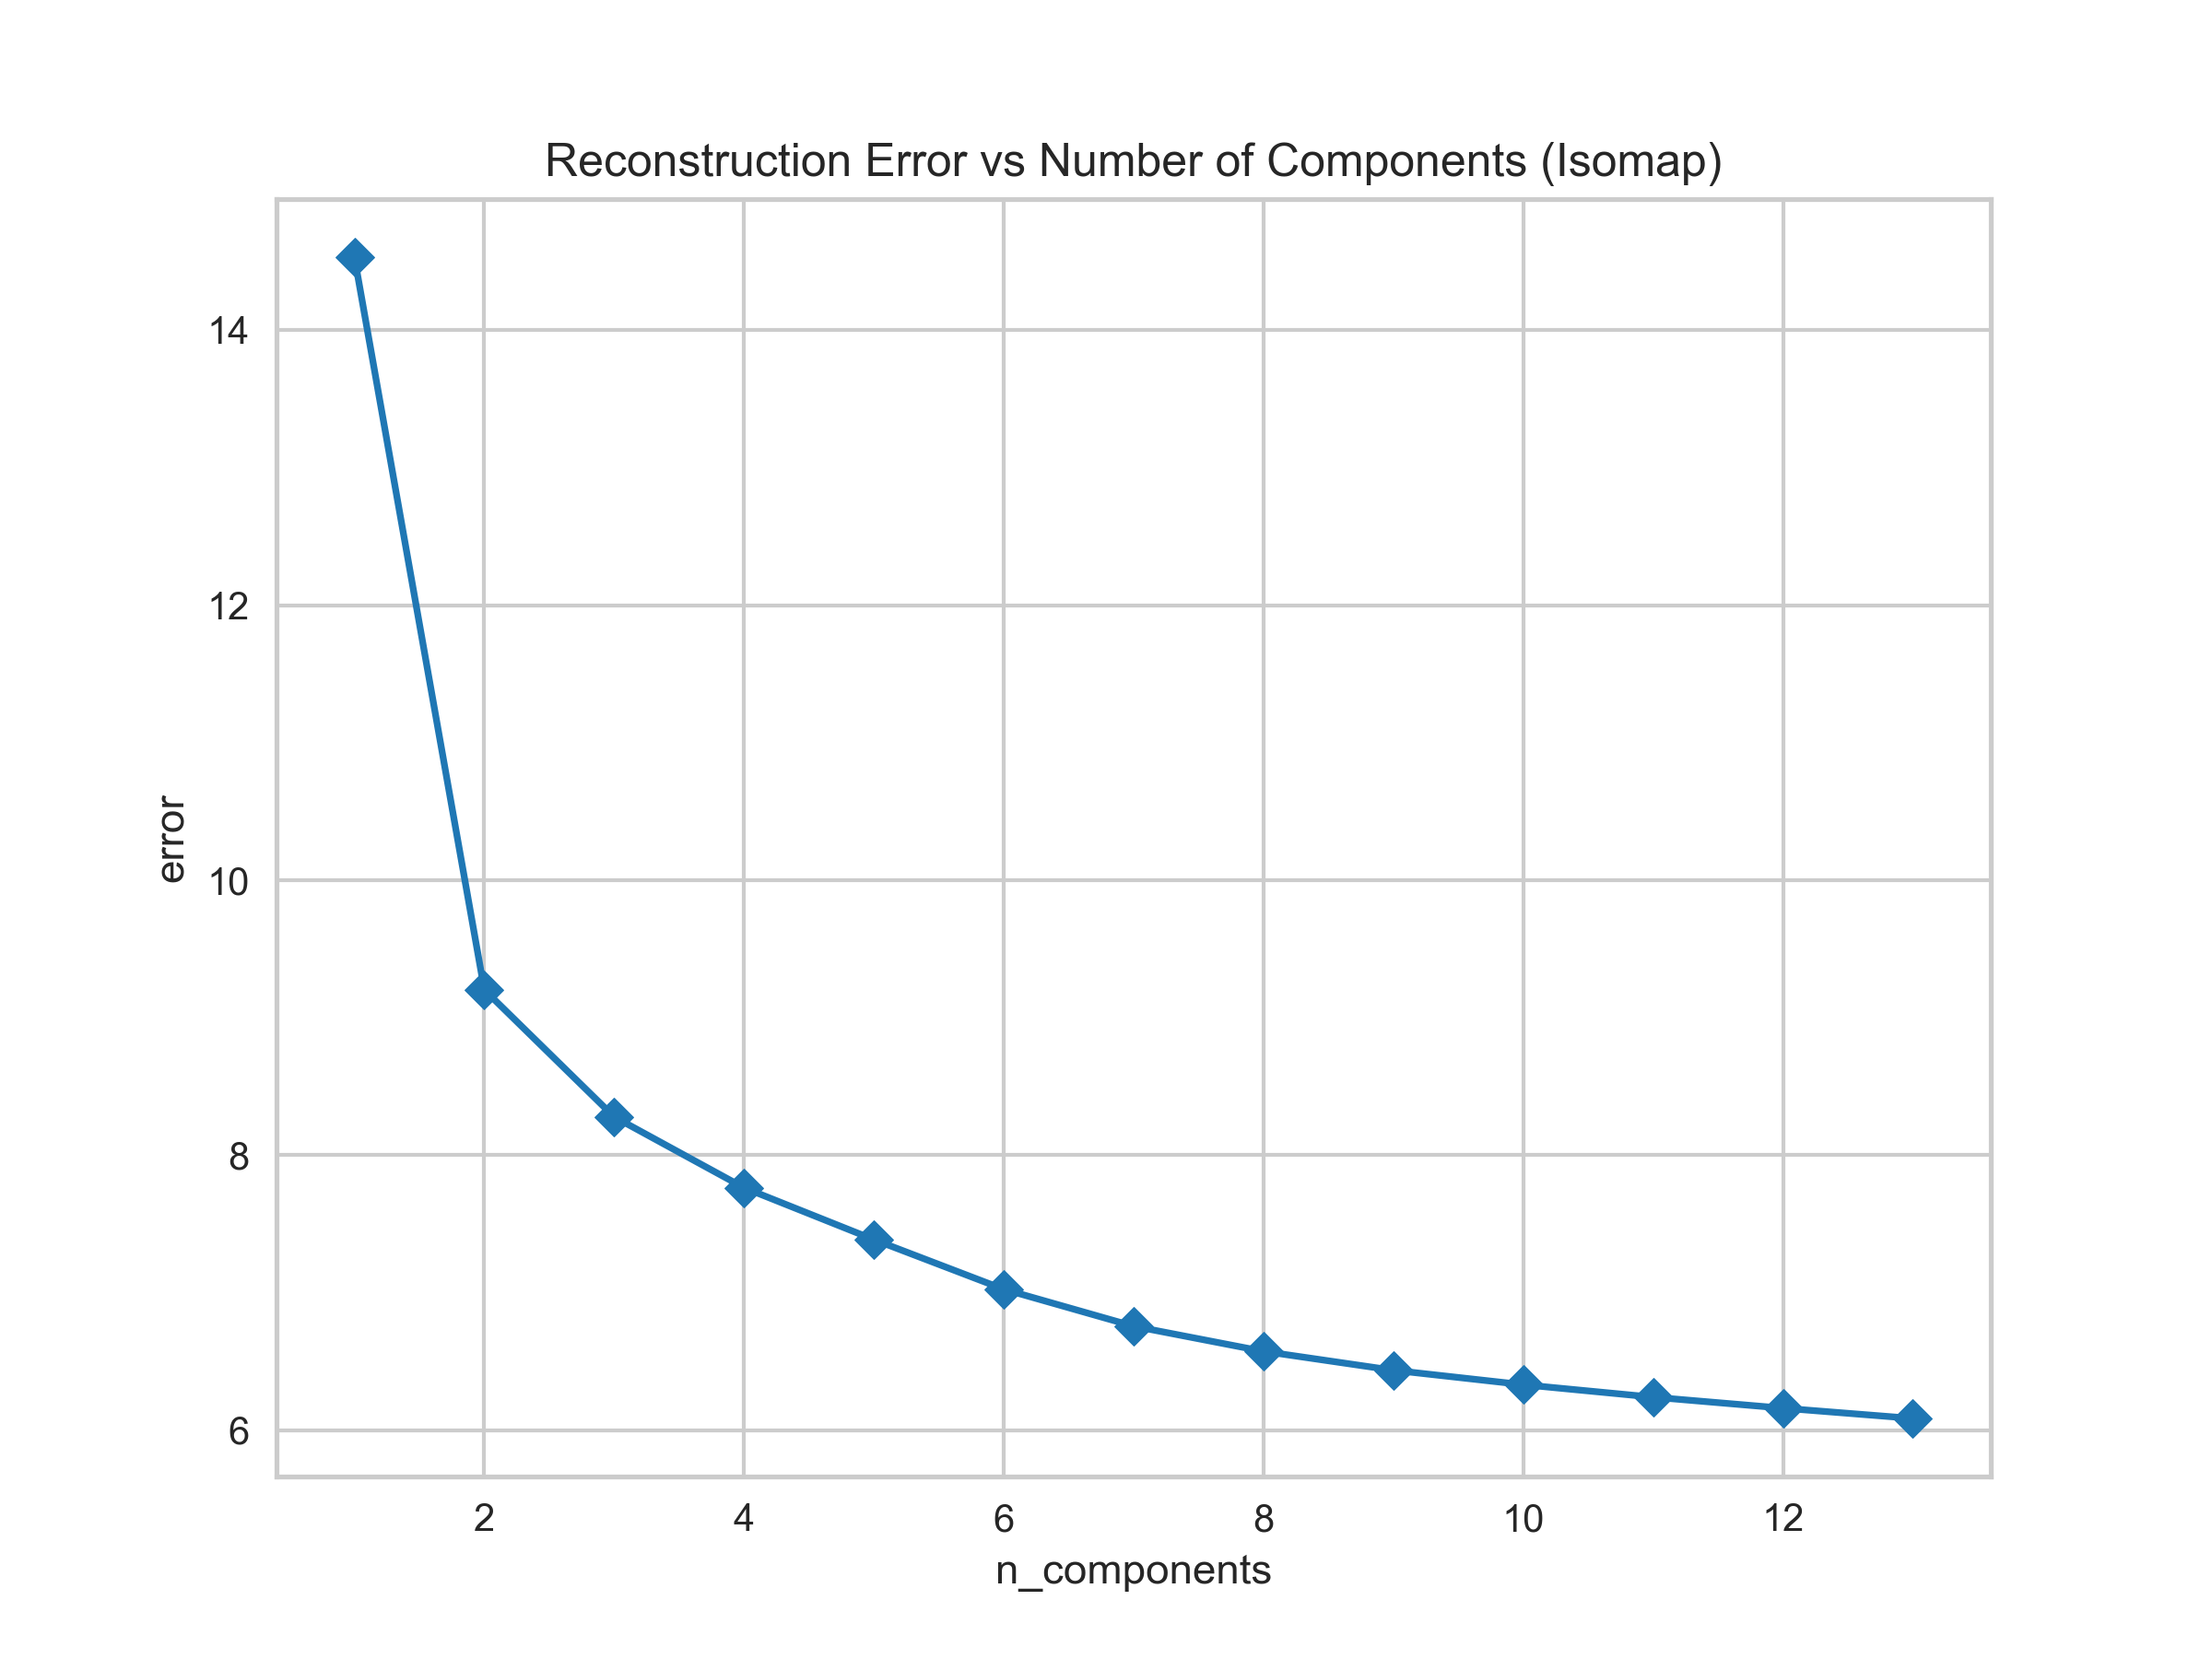 Reconstruction Error vs Number of Components (Isomap)
14
12
10
8
6
error
2 4 6 8 10 12
n_components